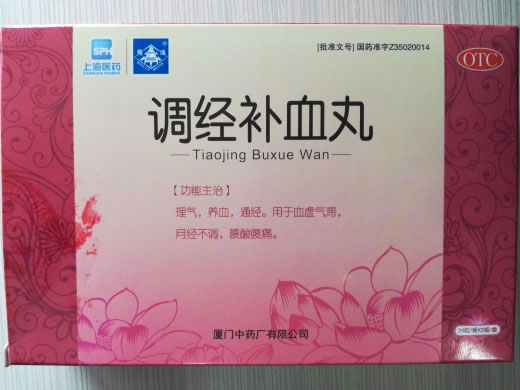 SPH
上海医药
[批准文号] 国药准字Z35020014
OTC
调经补血丸
Tiaojing Buxue Wan
【功能主治】
理气，养血，通经。用于血虚气滞，
月经不调，腰酸腹痛。
厦门中药厂有限公司